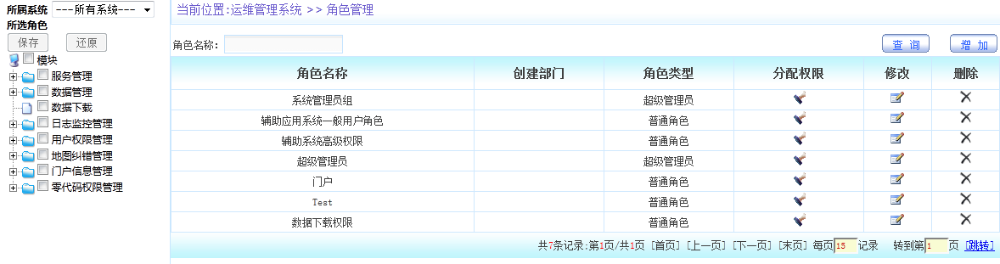 所属系统 ---所有系统---
所选角色
保存 还原
模块
服务管理
数据管理
数据下载
日志监控管理
用户权限管理
地图纠错管理
门户信息管理
零代码权限管理
当前位置:运维管理系统 >> 角色管理
角色名称: 查 询 增 加
角色名称 创建部门 角色类型 分配权限 修改 删除
系统管理员组 超级管理员
辅助应用系统一般用户角色 普通角色
辅助系统高级权限 普通角色
超级管理员 超级管理员
门户 普通角色
Test 普通角色
数据下载权限 普通角色
共7条记录:第1页/共1页 [首页] [上一页] [下一页] [末页] 每页15记录 转到第1页 [跳转]